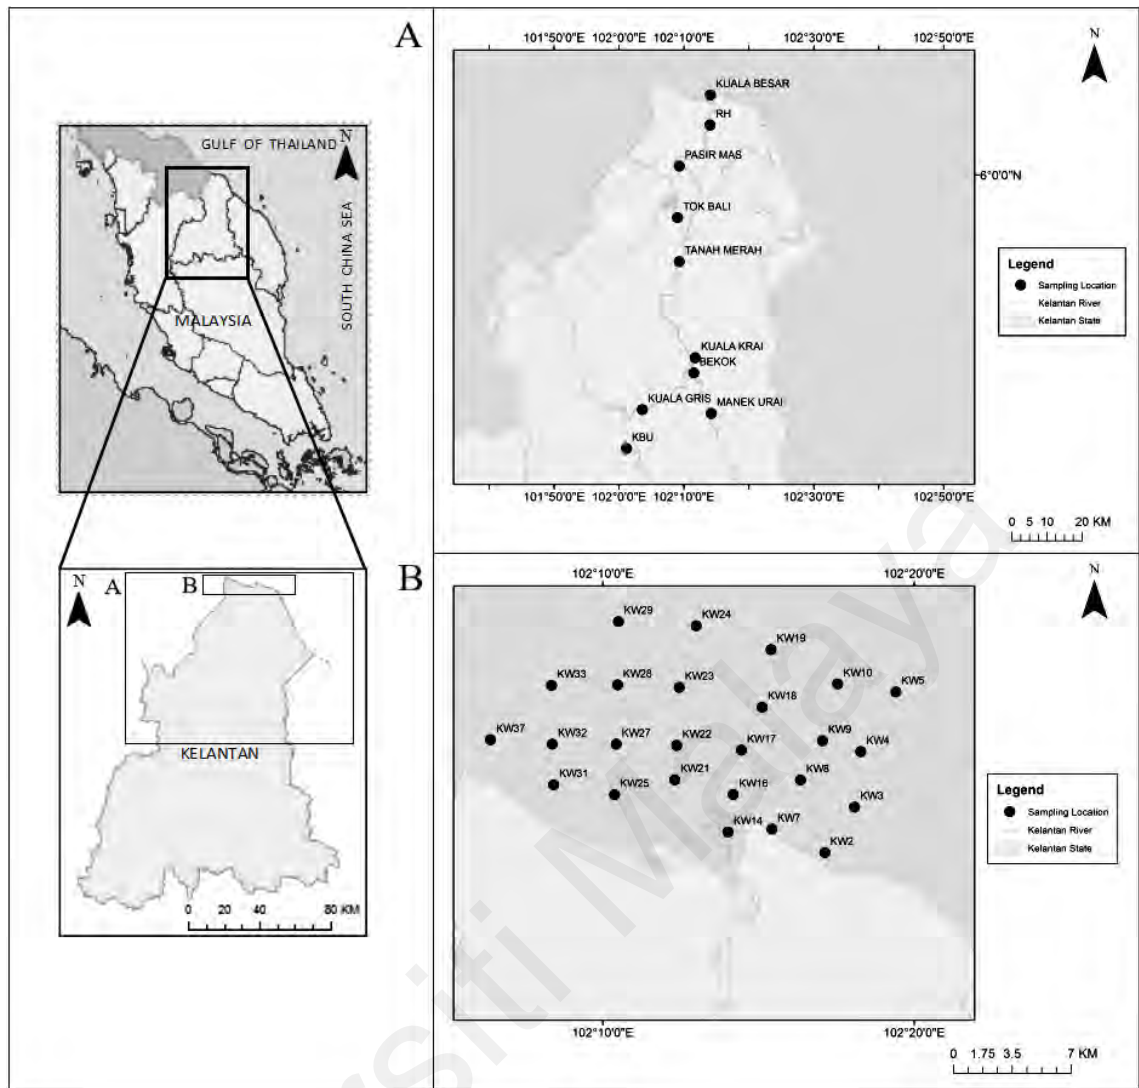 A
N
GULF OF THAILAND
SOUTH CHINA SEA
MALAYSIA
N
A
B
KELANTAN
0 20 40 80 KM
101°50'0"E 102°0'0"E 102°10'0"E 102°30'0"E 102°50'0"E
N
KUALA BESAR
RH
PASIR MAS
6°0'0"N
TOK BALI
TANAH MERAH
KUALA KRAI
BEKOK
KUALA GRIS
MANEK URAI
KBU
101°50'0"E 102°0'0"E 102°10'0"E 102°30'0"E 102°50'0"E
Legend
Sampling Location
Kelantan River
Kelantan State
0 5 10 20 KM
B
102°10'0"E 102°20'0"E
N
KW29 KW24
KW19
KW33 KW28 KW23 KW10 KW5
KW18
KW37 KW32 KW27 KW22 KW17 KW9 KW4
KW31 KW25 KW21 KW16 KW8
KW3
KW14 KW7
KW2
102°10'0"E 102°20'0"E
Legend
Sampling Location
Kelantan River
Kelantan State
0 1.75 3.5 7 KM
rsiti Malaya